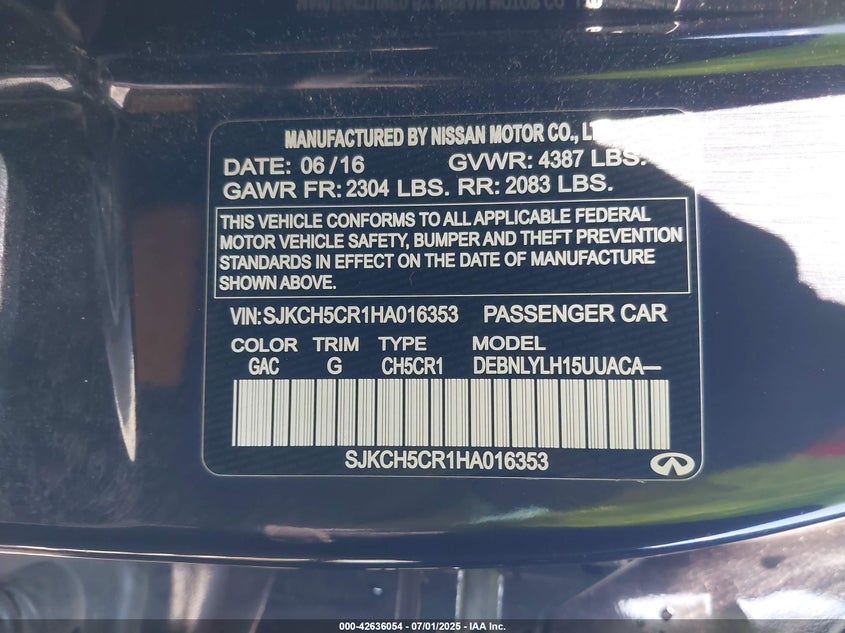 MANUFACTURED BY NISSAN MOTOR CO.,
DATE: 06/16 GVWR: 4387 LBS.
GAWR FR: 2304 LBS. RR: 2083 LBS.
THIS VEHICLE CONFORMS TO ALL APPLICABLE FEDERAL
MOTOR VEHICLE SAFETY, BUMPER AND THEFT PREVENTION
STANDARDS IN EFFECT ON THE DATE OF MANUFACTURE
SHOWN ABOVE.
VIN:SJKCH5CR1HA016353 PASSENGER CAR
COLOR TRIM TYPE MODEL
GAC G CH5CR1 DEBNLYLH15UUACA—
SJKCH5CR1HA016353
000-42636054 / 07/01/2025 - IAA Inc.